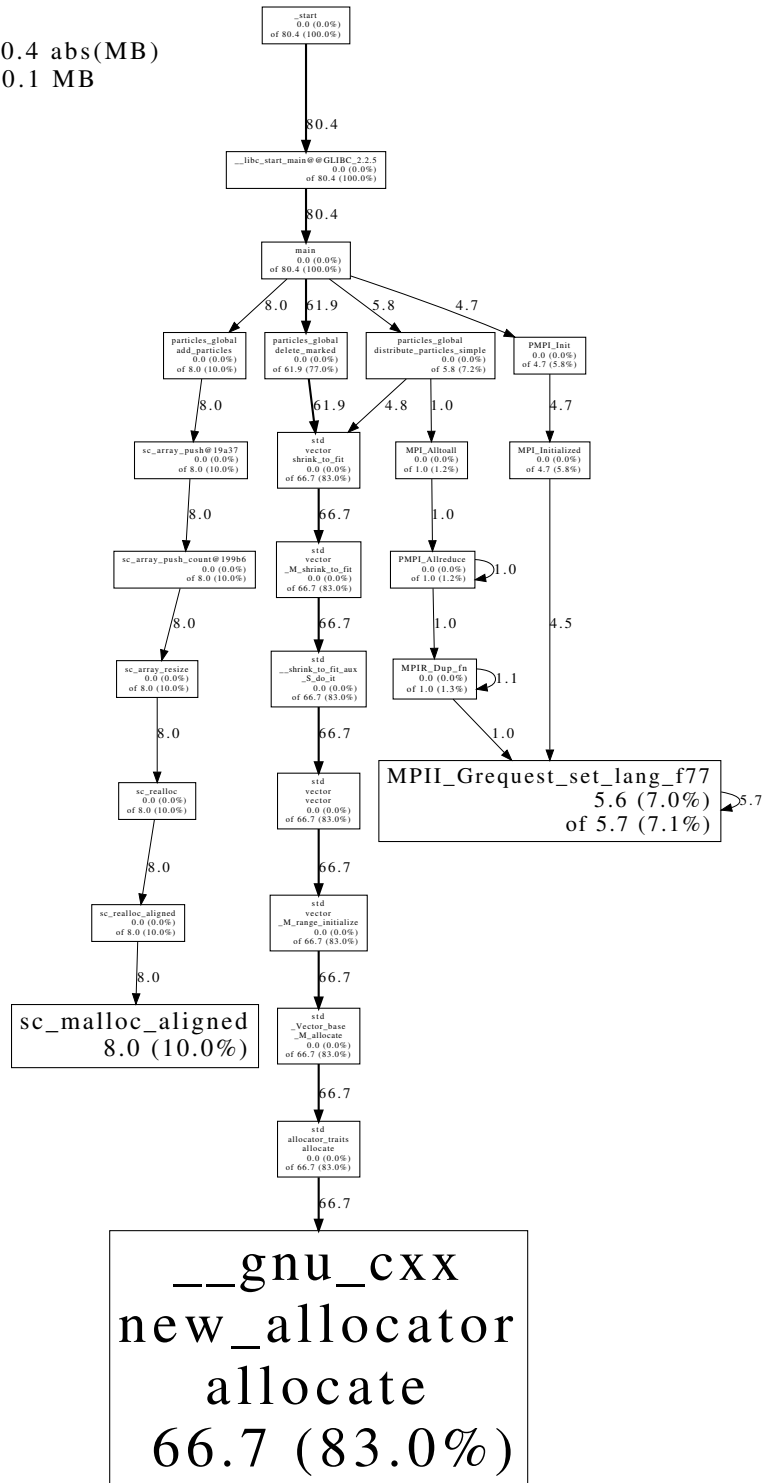 _start
0.0 (0.0%)
of 80.4 (100.0%)
0.4 abs(MB)
0.1 MB
80.4
__libc_start_main@@GLIBC_2.2.5
0.0 (0.0%)
of 80.4 (100.0%)
80.4
main
0.0 (0.0%)
of 80.4 (100.0%)
8.0
61.9
5.8
4.7
particles_global
add_particles
0.0 (0.0%)
of 8.0 (10.0%)
particles_global
delete_marked
0.0 (0.0%)
of 61.9 (77.0%)
particles_global
distribute_particles_simple
0.0 (0.0%)
of 5.8 (7.2%)
PMPI_Init
0.0 (0.0%)
of 4.7 (5.8%)
8.0
61.9
4.8
1.0
4.7
sc_array_push@19a37
0.0 (0.0%)
of 8.0 (10.0%)
std
vector
shrink_to_fit
0.0 (0.0%)
of 66.7 (83.0%)
MPI_Alltoall
0.0 (0.0%)
of 1.0 (1.2%)
MPI_Initialized
0.0 (0.0%)
of 4.7 (5.8%)
8.0
66.7
1.0
sc_array_push_count@199b6
0.0 (0.0%)
of 8.0 (10.0%)
std
vector
_M_shrink_to_fit
0.0 (0.0%)
of 66.7 (83.0%)
PMPI_Allreduce
0.0 (0.0%)
of 1.0 (1.2%)
1.0
8.0
66.7
1.0
4.5
sc_array_resize
0.0 (0.0%)
of 8.0 (10.0%)
std
__shrink_to_fit_aux
_S_do_it
0.0 (0.0%)
of 66.7 (83.0%)
MPIR_Dup_fn
0.0 (0.0%)
of 1.0 (1.3%)
1.1
8.0
66.7
1.0
sc_realloc
0.0 (0.0%)
of 8.0 (10.0%)
std
vector
vector
0.0 (0.0%)
of 66.7 (83.0%)
MPII_Grequest_set_lang_f77
5.6 (7.0%)
of 5.7 (7.1%)
5.7
8.0
66.7
sc_realloc_aligned
0.0 (0.0%)
of 8.0 (10.0%)
std
vector
_M_range_initialize
0.0 (0.0%)
of 66.7 (83.0%)
8.0
66.7
sc_malloc_aligned
8.0 (10.0%)
std
_Vector_base
_M_allocate
0.0 (0.0%)
of 66.7 (83.0%)
66.7
std
allocator_traits
allocate
0.0 (0.0%)
of 66.7 (83.0%)
66.7
__gnu_cxx
new_allocator
allocate
66.7 (83.0%)